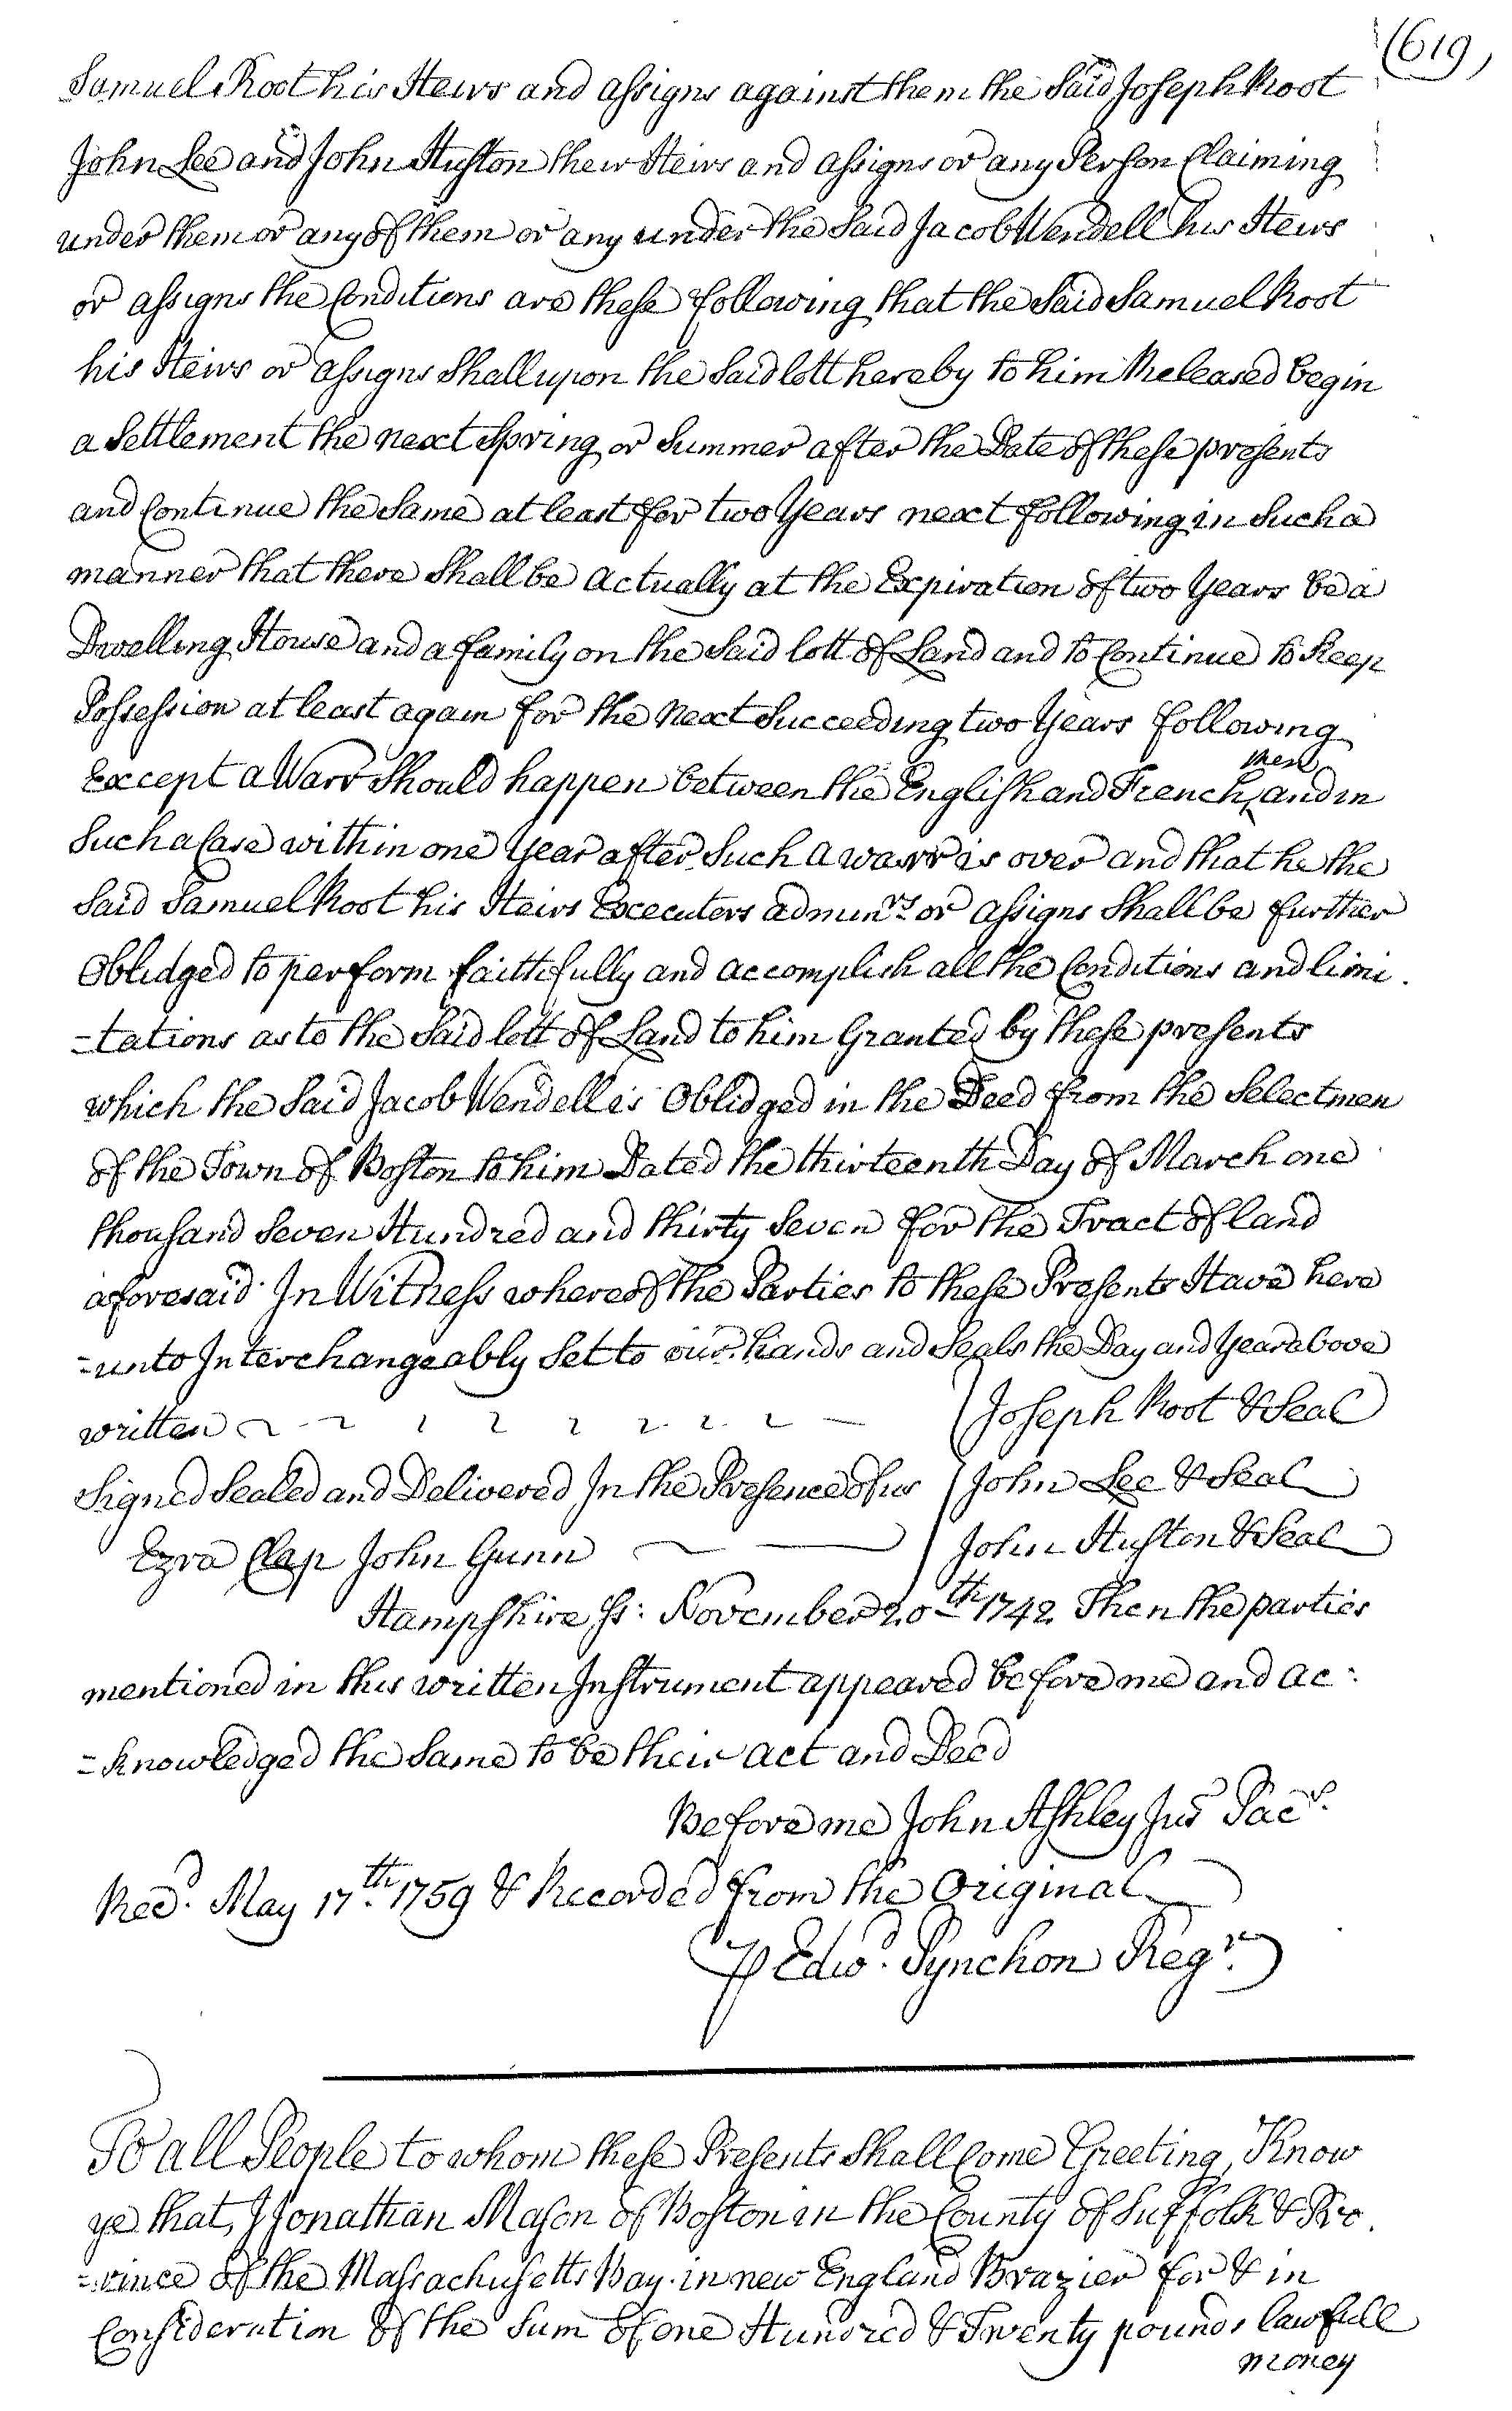 (619)
Samuel Root his Heirs and assigns against them the Said Joseph Root
John Lee and John Huston their Heirs and assigns or any Person Claiming
under them or any of them or any under the Said Jacob Wendell his Heirs
or assigns the Conditions are these following that the Said Samuel Root
his Heirs or assigns Shall upon the Said lott hereby to him Released begin
a Settlement the next Spring or Summer after the Date of these presents
and Continue the Same at least for two Years next following in Such a
manner that there Shall be actually at the Expiration of two Years be a
Dwelling House and a family on the Said lott of Land and to Continue to Keep
Possession at least again for the next Succeeding two Years following
Except a Warr Should happen between the English and French then and in
Such a Case within one Year after Such a warr is over and that he the
Said Samuel Root his Heirs Executers admin.rs or assigns Shall be further
Oblidged to perform faithfully and accomplish all the Conditions and limi
-tations as to the Said lott of Land to him Granted by these presents
which the Said Jacob Wendell is Oblidged in the Deed from the Selectmen
of the Town of Boston to him Dated the thirteenth Day of March one
thousand Seven Hundred and thirty Seven for the Tract of land
aforesaid In Witness whereof the Parties to these Presents Have here
=unto Interchangeably Set to our hands and Seals the Day and Year above
written Joseph Root & Seal
Signed Sealed and Delivered In the Presence of us John Lee & Seal
Ezra Clap John Gunn John Huston & Seal
Hampshire Ss: November 20th 1742 Then the parties
mentioned in this written Instrument appeared before me and ac:
=knowledged the Same to be their act and Deed
Before me John Ashley Jus Pac.s
Rec.d May 17th 1759 & Recorded from the Original
⅌ Edw.d Pynchon Reg.r
To all People to whom these Presents Shall Come Greeting, Know
ye that, I Jonathan Mason of Boston in the County of Suffolk & Pro
=vince of the Massachusetts Bay in new England Brazier for & in
Consideration of the Sum of one Hundred & Twenty pounds lawfull
money